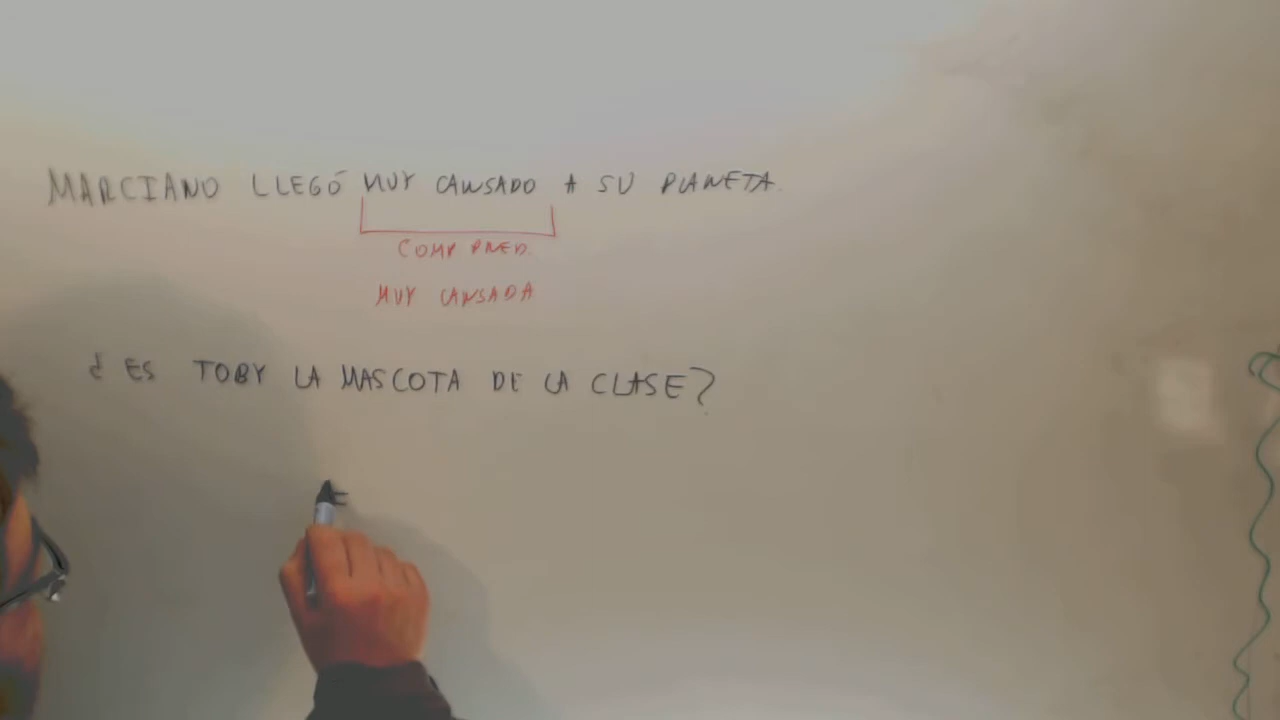 MARCIANO LLEGÓ MUY CANSADO A SU PLANETA.
COMP PRED.
MUY CANSADA
¿ES TOBY LA MASCOTA DE LA CLASE?